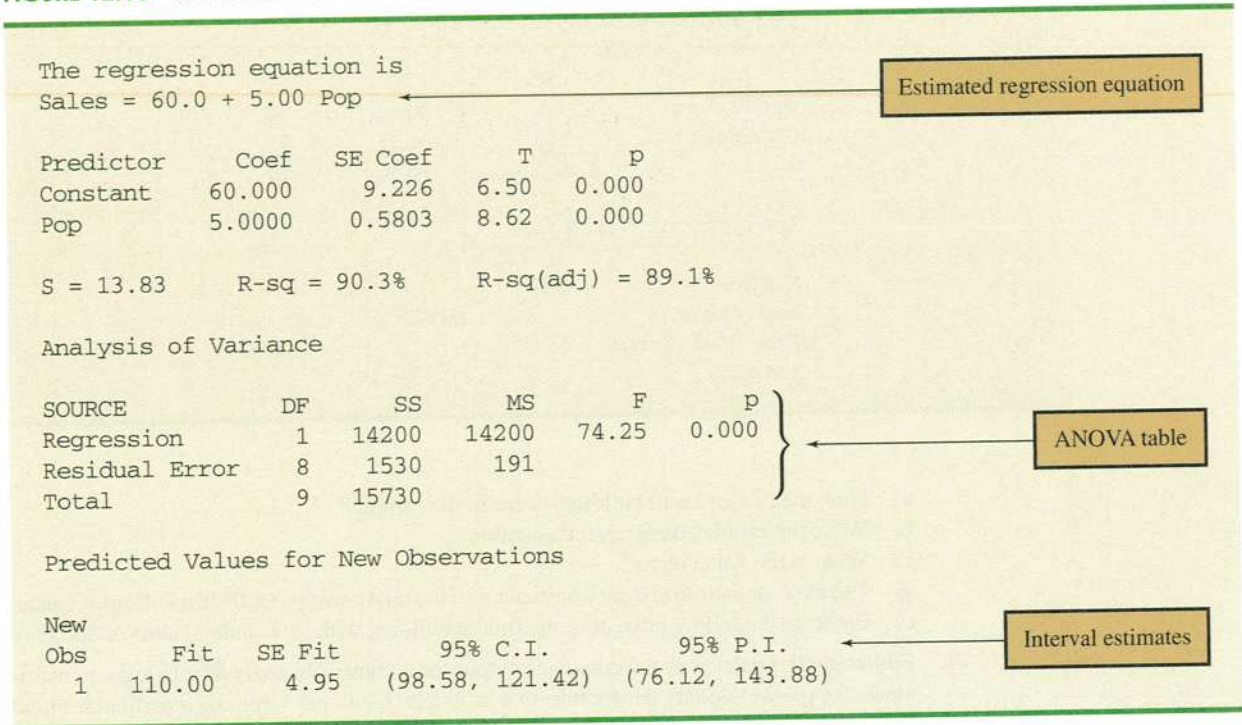 The regression equation is
Sales = 60.0 + 5.00 Pop
Estimated regression equation
Predictor Coef SE Coef T p
Constant 60.000 9.226 6.50 0.000
Pop 5.0000 0.5803 8.62 0.000
S = 13.83 R-sq = 90.3% R-sq(adj) = 89.1%
Analysis of Variance
SOURCE DF SS MS F p
Regression 1 14200 14200 74.25 0.000
Residual Error 8 1530 191
Total 9 15730
ANOVA table
Predicted Values for New Observations
New
Obs Fit SE Fit 95% C.I. 95% P.I.
1 110.00 4.95 (98.58, 121.42) (76.12, 143.88)
Interval estimates